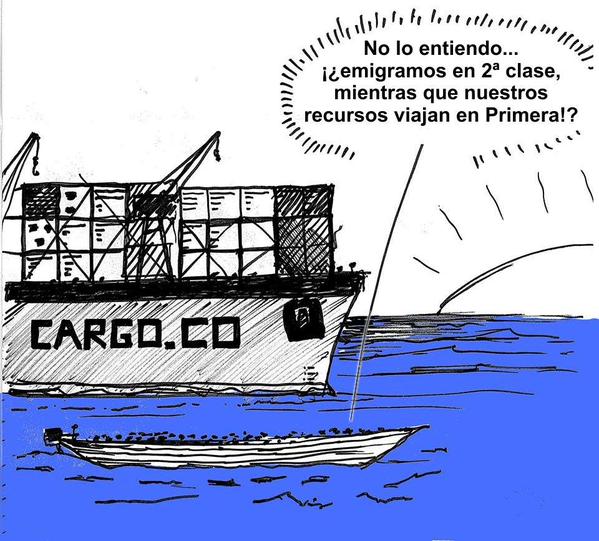 No lo entiendo...
¡¿emigramos en 2ª clase,
mientras que nuestros
recursos viajan en Primera!?
CARGO.CO